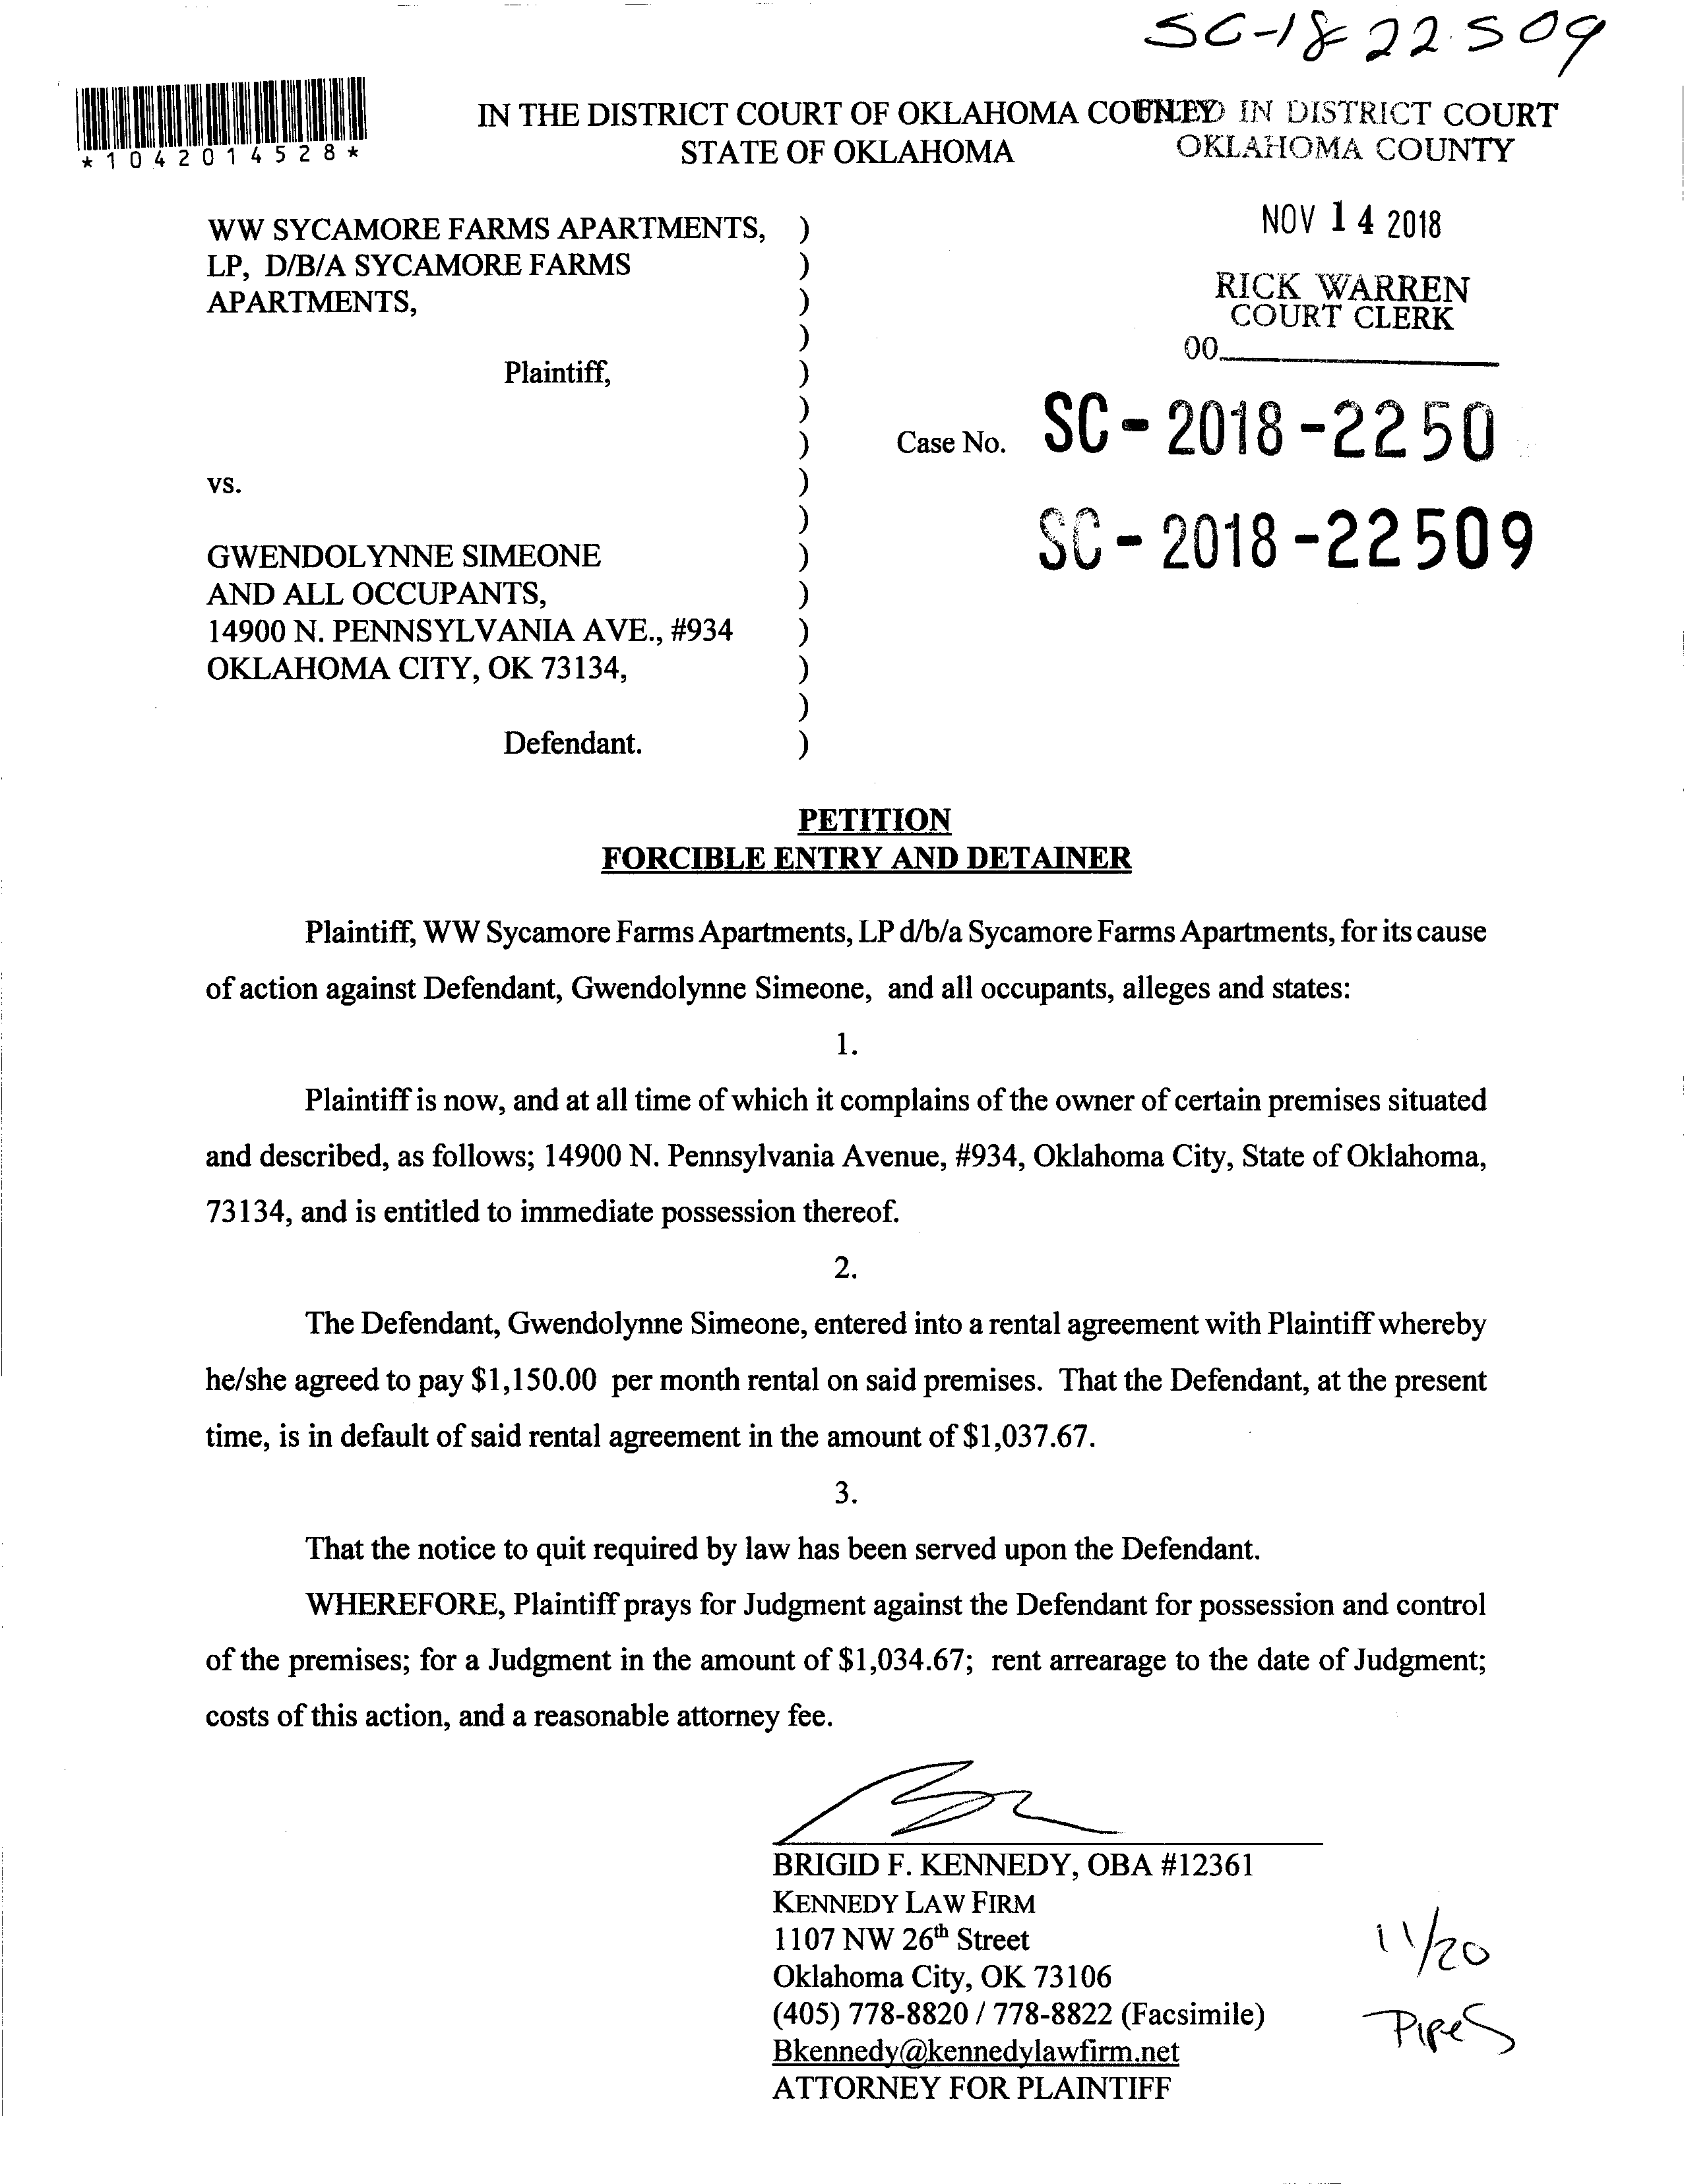 SC-18-22509
*1042014528*
IN THE DISTRICT COURT OF OKLAHOMA COUNTY
STATE OF OKLAHOMA
FILED IN DISTRICT COURT
OKLAHOMA COUNTY
NOV 14 2018
RICK WARREN
COURT CLERK
00
WW SYCAMORE FARMS APARTMENTS, )
LP, D/B/A SYCAMORE FARMS )
APARTMENTS, )
)
Plaintiff, )
)
) Case No. SC-2018-2250
vs. )
) SC-2018-22509
GWENDOLYNNE SIMEONE )
AND ALL OCCUPANTS, )
14900 N. PENNSYLVANIA AVE., #934 )
OKLAHOMA CITY, OK 73134, )
)
Defendant. )
PETITION
FORCIBLE ENTRY AND DETAINER
Plaintiff, WW Sycamore Farms Apartments, LP d/b/a Sycamore Farms Apartments, for its cause
of action against Defendant, Gwendolynne Simeone, and all occupants, alleges and states:
1.
Plaintiff is now, and at all time of which it complains of the owner of certain premises situated
and described, as follows; 14900 N. Pennsylvania Avenue, #934, Oklahoma City, State of Oklahoma,
73134, and is entitled to immediate possession thereof.
2.
The Defendant, Gwendolynne Simeone, entered into a rental agreement with Plaintiff whereby
he/she agreed to pay $1,150.00 per month rental on said premises. That the Defendant, at the present
time, is in default of said rental agreement in the amount of $1,037.67.
3.
That the notice to quit required by law has been served upon the Defendant.
WHEREFORE, Plaintiff prays for Judgment against the Defendant for possession and control
of the premises; for a Judgment in the amount of $1,034.67; rent arrearage to the date of Judgment;
costs of this action, and a reasonable attorney fee.
BRIGID F. KENNEDY, OBA #12361
KENNEDY LAW FIRM
1107 NW 26th Street
Oklahoma City, OK 73106
(405) 778-8820 / 778-8822 (Facsimile)
Bkennedy@kennedylawfirm.net
ATTORNEY FOR PLAINTIFF
11/20
Pipes